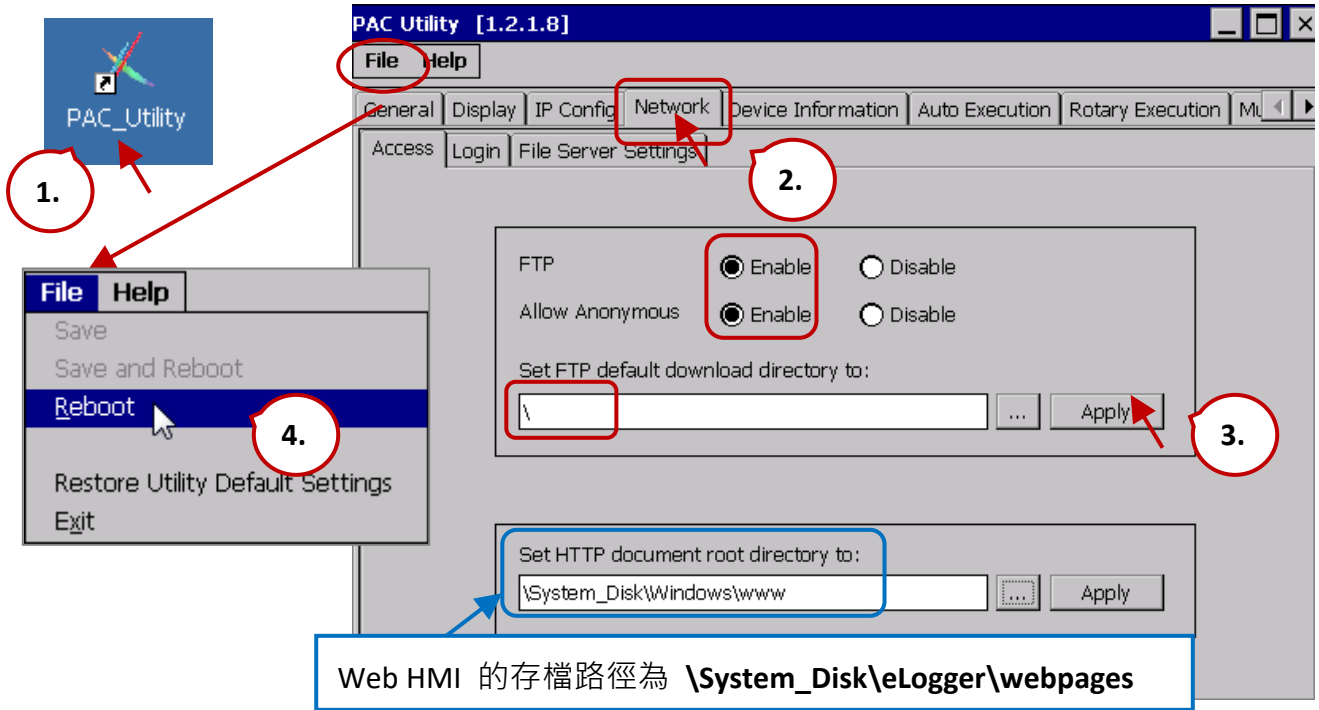 PAC_Utility
1.
PAC Utility [1.2.1.8]
File Help
General Display IP Config Network Device Information Auto Execution Rotary Execution
Access Login File Server Settings
2.
FTP Enable Disable
Allow Anonymous Enable Disable
Set FTP default download directory to:
\ ... Apply
3.
File Help
Save
Save and Reboot
Reboot
4.
Restore Utility Default Settings
Exit
Set HTTP document root directory to:
\System_Disk\Windows\www ... Apply
Web HMI 的存檔路徑為 \System_Disk\eLogger\webpages